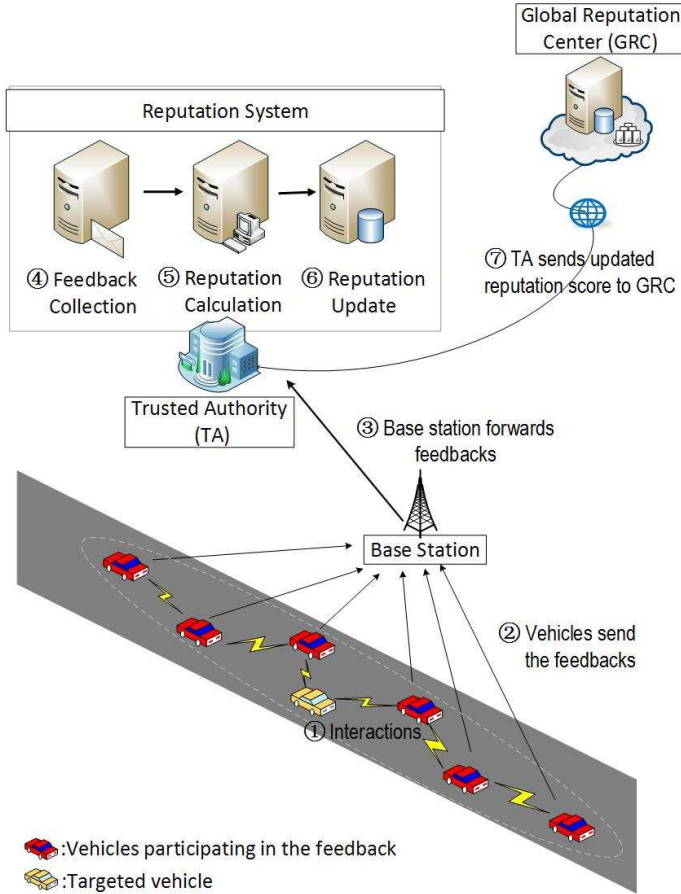 Global Reputation
Center (GRC)
Reputation System
④ Feedback
Collection
⑤ Reputation
Calculation
⑥ Reputation
Update
⑦ TA sends updated
reputation score to GRC
Trusted Authority
(TA)
③ Base station forwards
feedbacks
Base Station
② Vehicles send
the feedbacks
① Interactions
:Vehicles participating in the feedback
:Targeted vehicle